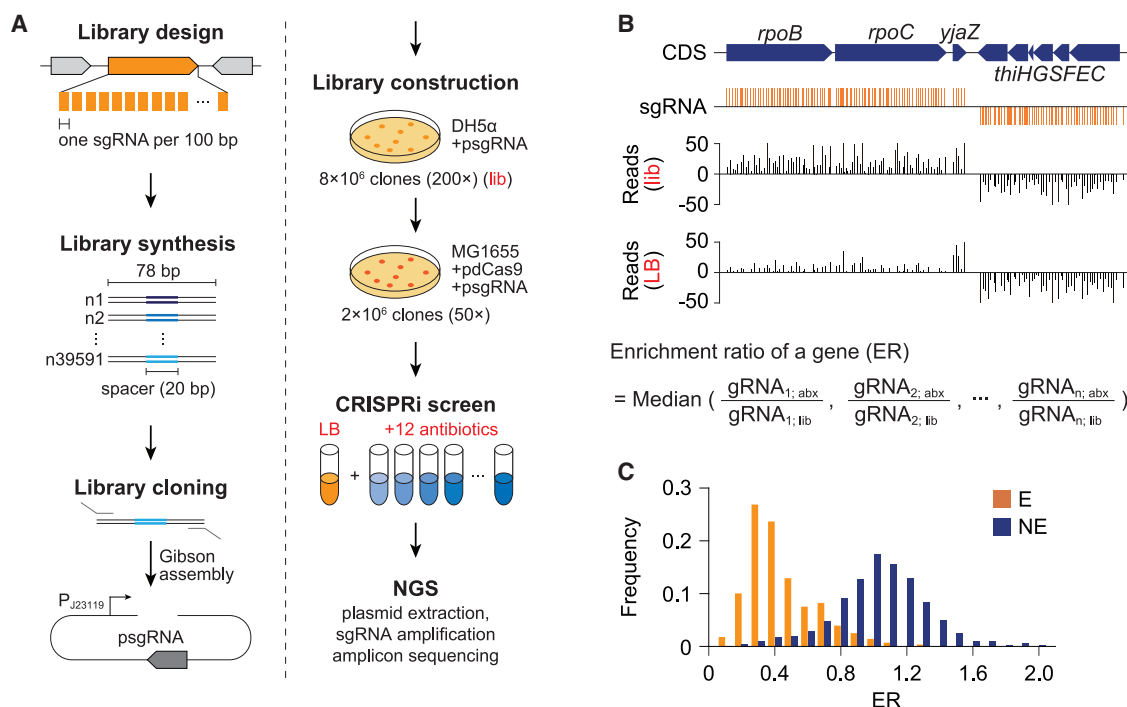 A
Library design
...
one sgRNA per 100 bp
Library synthesis
78 bp
n1
n2
n39591
spacer (20 bp)
Library cloning
Gibson
assembly
PJ23119
psgRNA
Library construction
DH5α
+psgRNA
8×10⁶ clones (200×) (lib)
MG1655
+pdCas9
+psgRNA
2×10⁶ clones (50×)
CRISPRi screen
LB +12 antibiotics
+ ...
NGS
plasmid extraction,
sgRNA amplification
amplicon sequencing
B
rpoB rpoC yjaZ
CDS
thiHGSFEC
sgRNA
Reads
(lib)
50
0
-50
Reads
(LB)
50
0
-50
Enrichment ratio of a gene (ER)
= Median ( gRNA1; abx / gRNA1; lib , gRNA2; abx / gRNA2; lib , ... , gRNAn; abx / gRNAn; lib )
C
E
NE
Frequency
0.3
0.2
0.1
0
0 0.4 0.8 1.2 1.6 2.0
ER